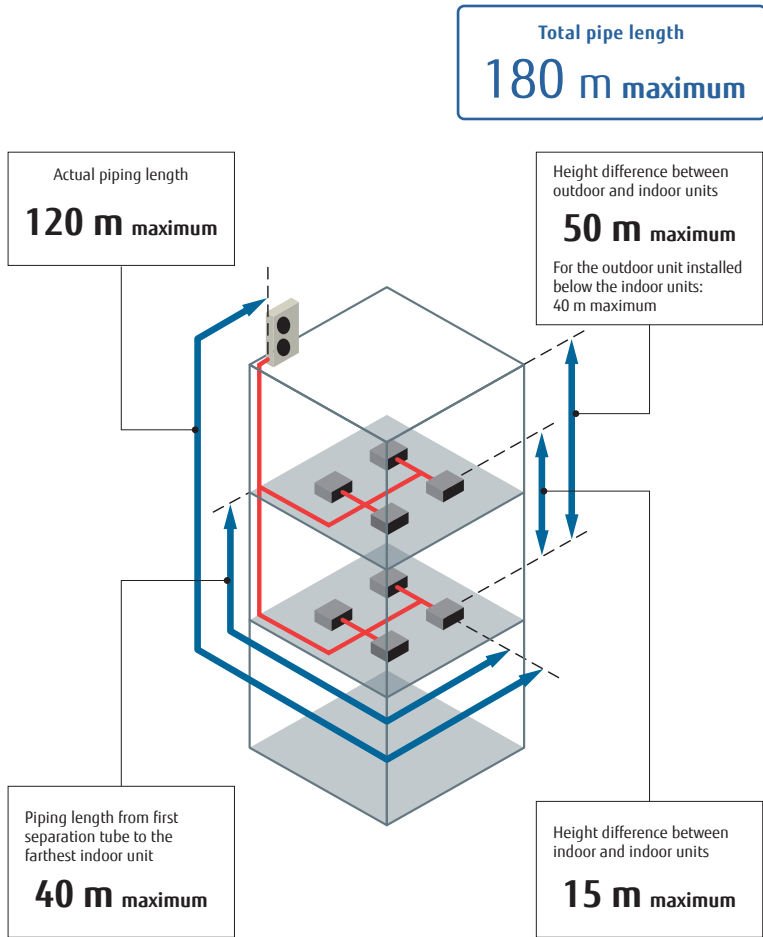 Total pipe length
180 m maximum
Actual piping length
120 m maximum
Height difference between
outdoor and indoor units
50 m maximum
For the outdoor unit installed
below the indoor units:
40 m maximum
Piping length from first
separation tube to the
farthest indoor unit
40 m maximum
Height difference between
indoor and indoor units
15 m maximum